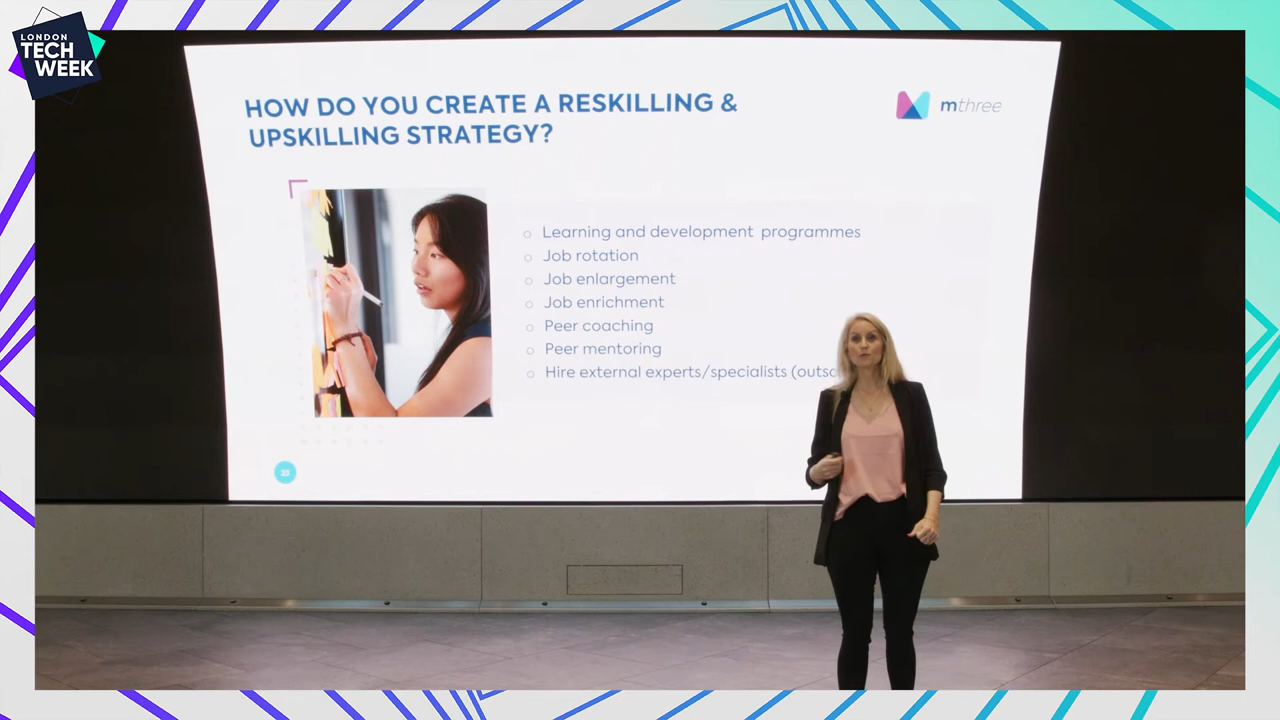 LONDON
TECH
WEEK
HOW DO YOU CREATE A RESKILLING &
UPSKILLING STRATEGY?
mthree
Learning and development programmes
Job rotation
Job enlargement
Job enrichment
Peer coaching
Peer mentoring
Hire external experts/specialists
23